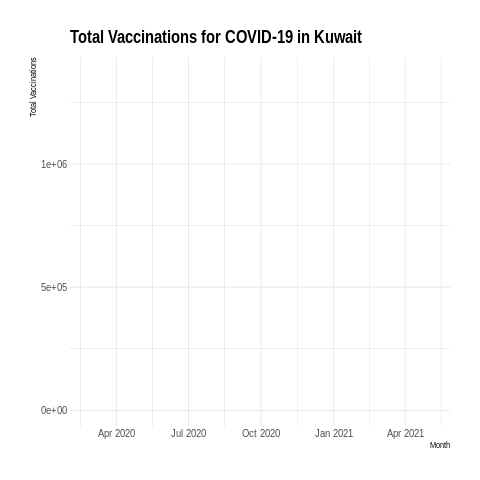 Total Vaccinations for COVID-19 in Kuwait
Total Vaccinations
1e+06
5e+05
0e+00
Apr 2020 Jul 2020 Oct 2020 Jan 2021 Apr 2021
Month